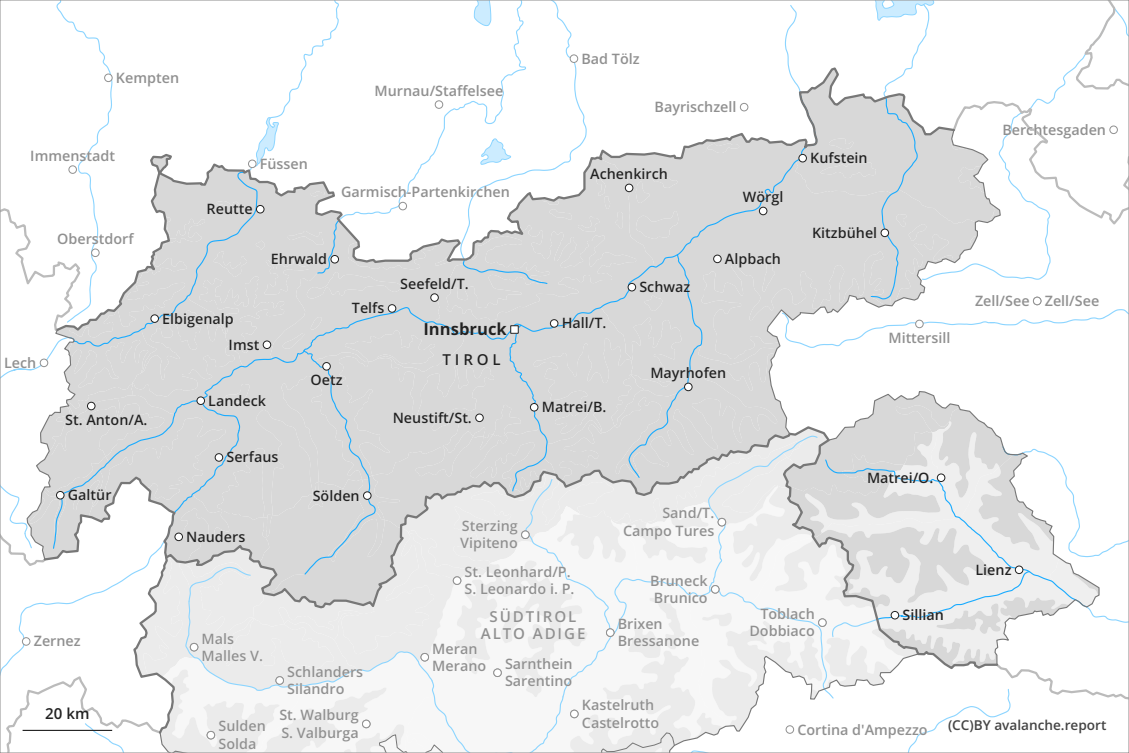 Kempten
Bad Tölz
Murnau/Staffelsee
Bayrischzell
Berchtesgaden
Immenstadt
Füssen
Kufstein
Achenkirch
Garmisch-Partenkirchen
Wörgl
Reutte
Kitzbühel
Oberstdorf
Ehrwald
Alpbach
Seefeld/T.
Schwaz
Zell/See
Zell/See
Telfs
Elbigenalp
Innsbruck
Hall/T.
Mittersill
Imst
TIROL
Lech
Oetz
Mayrhofen
Landeck
Matrei/B.
St. Anton/A.
Neustift/St.
Serfaus
Matrei/O.
Galtür
Sölden
Sand/T.
Campo Tures
Sterzing
Vipiteno
Nauders
Lienz
St. Leonhard/P.
S. Leonardo i. P.
Bruneck
Brunico
SÜDTIROL
ALTO ADIGE
Toblach
Dobbiaco
Sillian
Brixen
Bressanone
Zernez
Mals
Malles V.
Meran
Merano
Sarnthein
Sarentino
Schlanders
Silandro
St. Walburg
S. Valburga
Kastelruth
Castelrotto
Sulden
Solda
Cortina d'Ampezzo
20 km
(CC)BY avalanche.report